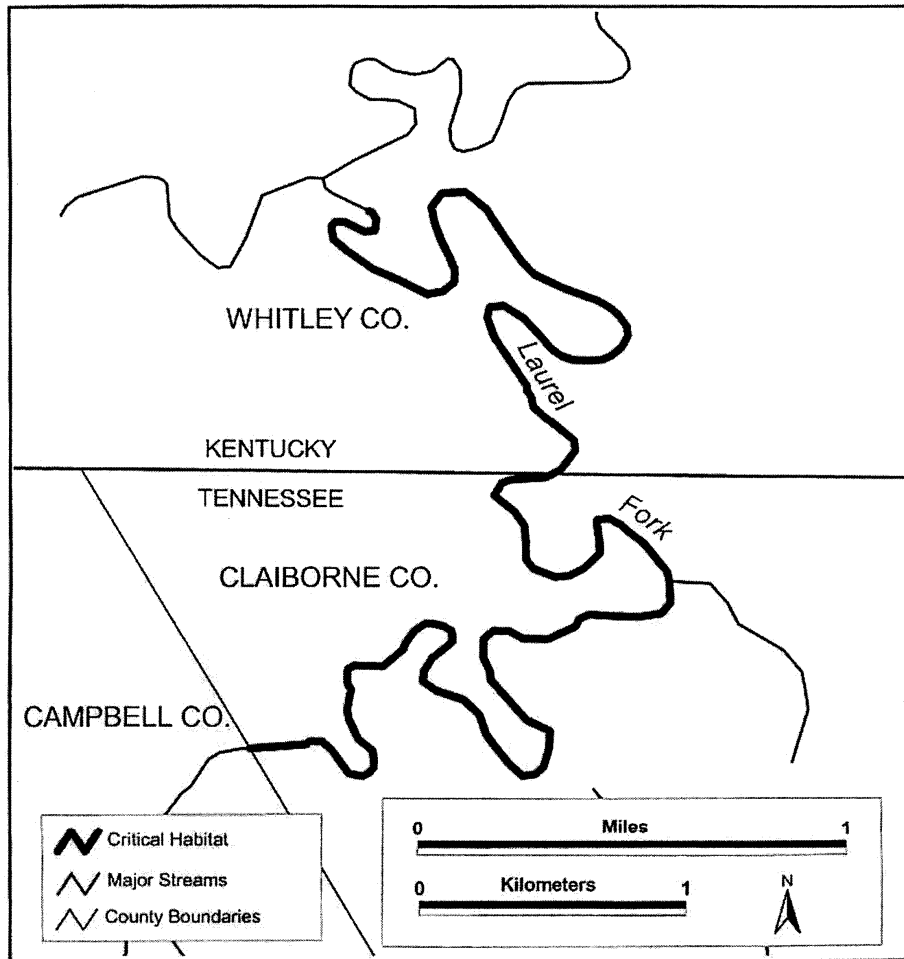 WHITLEY CO.
Laurel
KENTUCKY
TENNESSEE
Fork
CLAIBORNE CO.
CAMPBELL CO.
Critical Habitat
Major Streams
County Boundaries
0 Miles 1
0 Kilometers 1
N